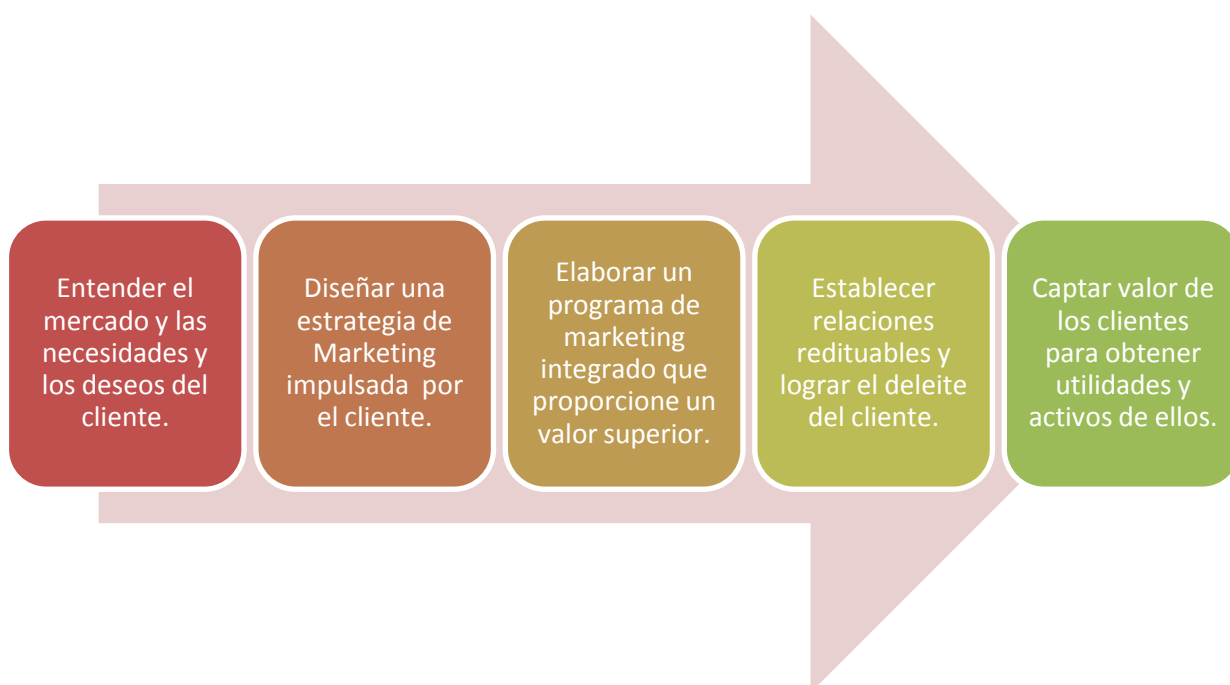 Entender el
mercado y las
necesidades y
los deseos del
cliente.
Diseñar una
estrategia de
Marketing
impulsada  por
el cliente.
Elaborar un
programa de
marketing
integrado que
proporcione un
valor superior.
Establecer
relaciones
redituables y
lograr el deleite
del cliente.
Captar valor de
los clientes
para obtener
utilidades y
activos de ellos.